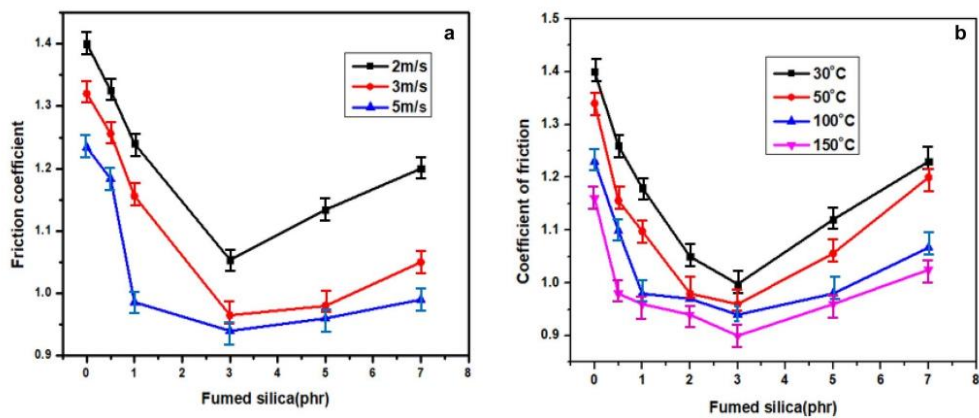 a
Friction coefficient
1.4
1.3
1.2
1.1
1.0
0.9
2m/s
3m/s
5m/s
0 1 2 3 4 5 6 7 8
Fumed silica(phr)
b
Coefficient of friction
1.5
1.4
1.3
1.2
1.1
1.0
0.9
30°C
50°C
100°C
150°C
0 1 2 3 4 5 6 7 8
Fumed silica(phr)